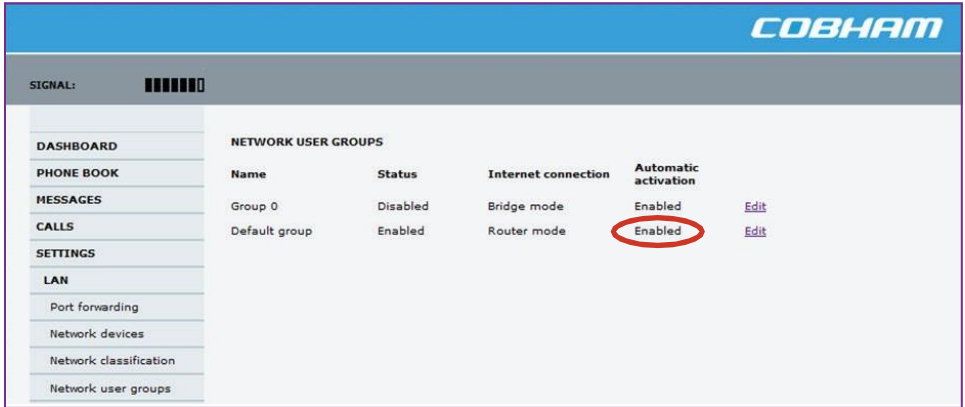 COBHAM
SIGNAL:
DASHBOARD
PHONE BOOK
MESSAGES
CALLS
SETTINGS
LAN
Port forwarding
Network devices
Network classification
Network user groups
NETWORK USER GROUPS
Name Status Internet connection Automatic activation
Group 0 Disabled Bridge mode Enabled Edit
Default group Enabled Router mode Enabled Edit